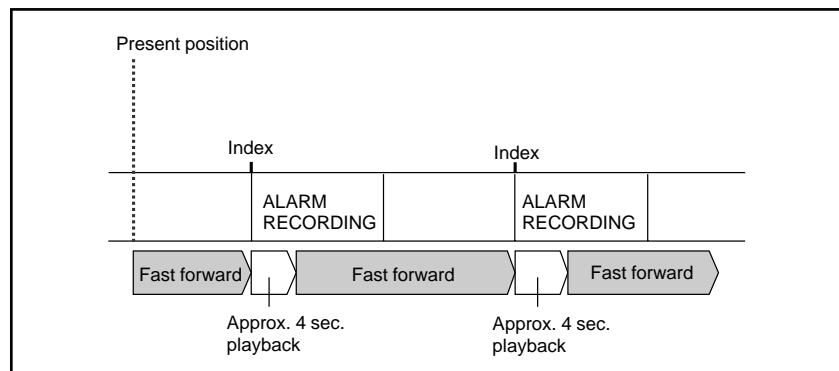 Present position
Index
Index
ALARM
RECORDING
ALARM
RECORDING
Fast forward
Fast forward
Fast forward
Approx. 4 sec.
playback
Approx. 4 sec.
playback